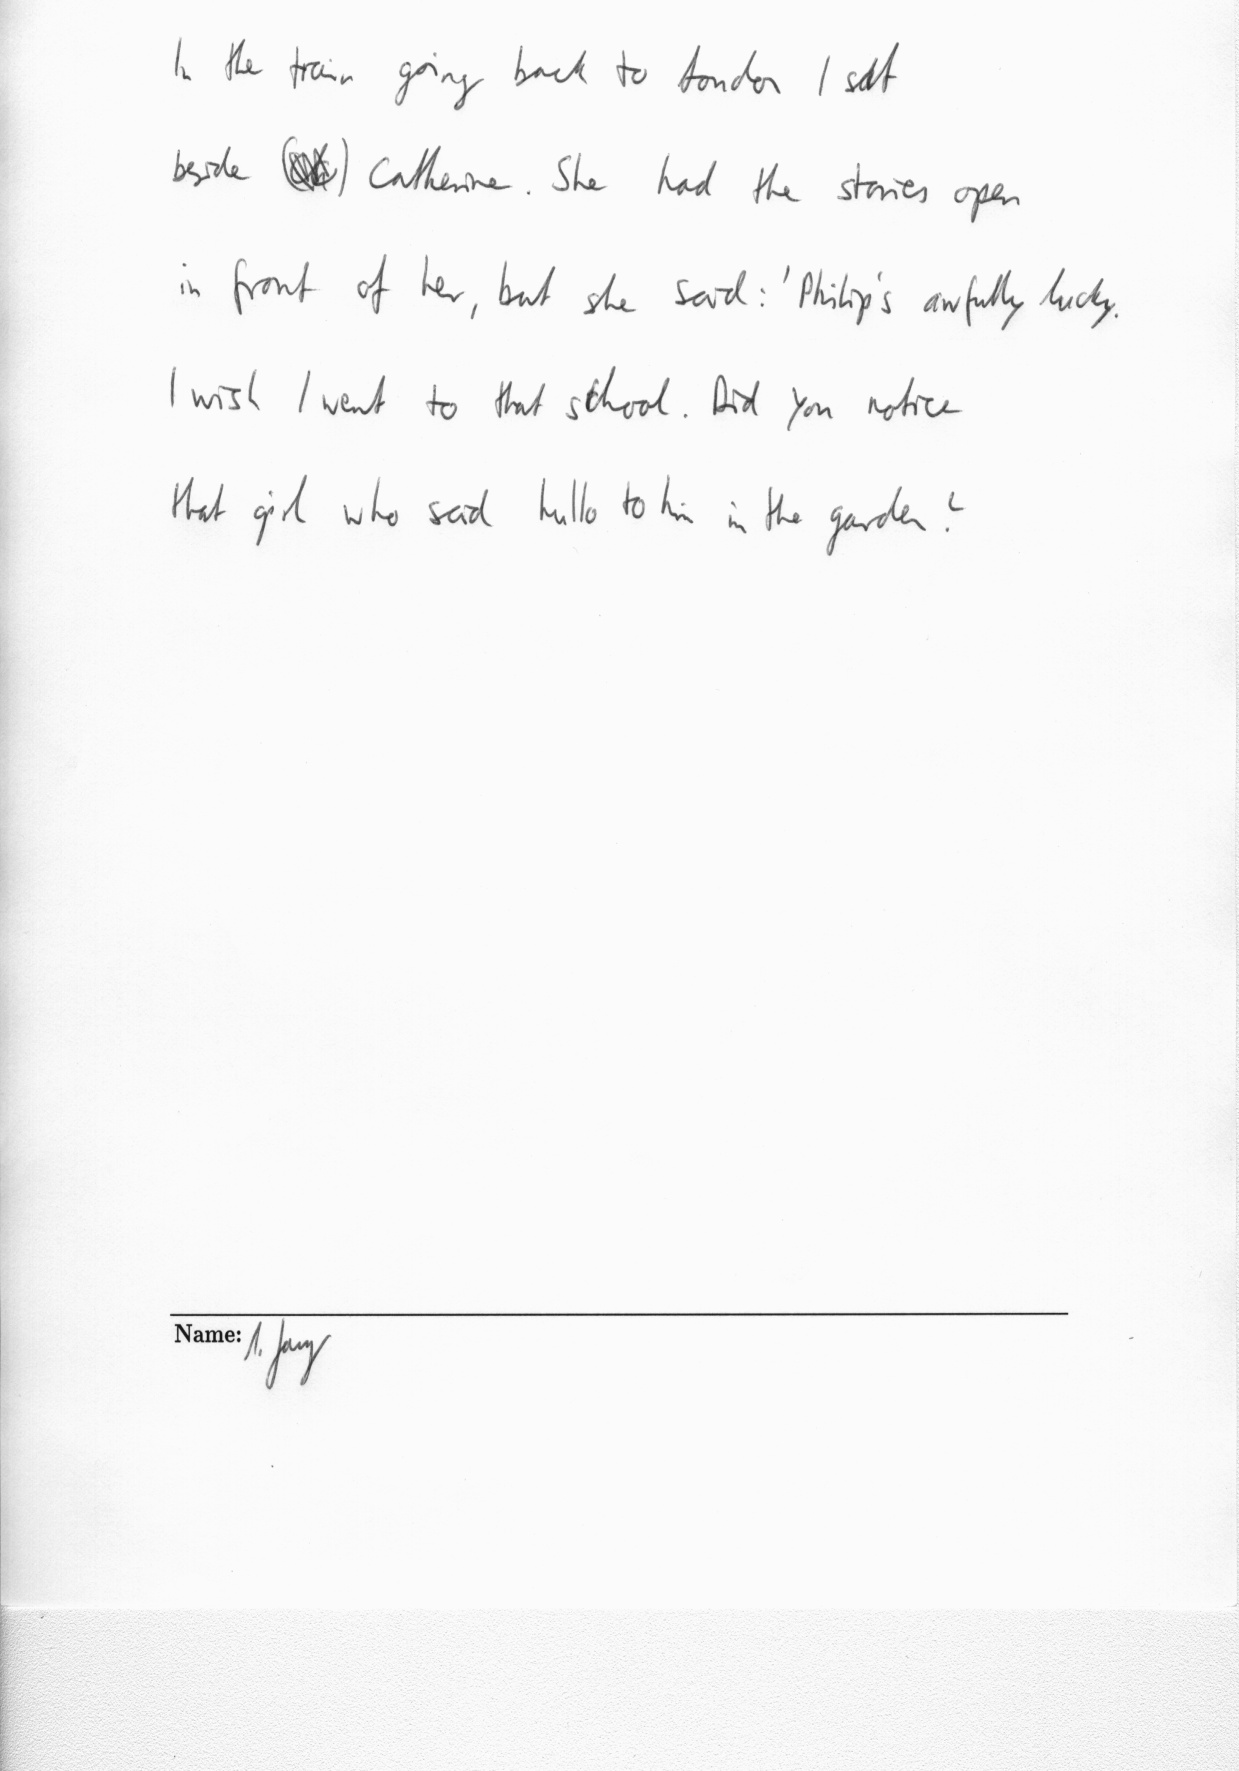 In the train going back to London I sat
beside () Catherine. She had the stories open
in front of her, but she said: 'Philip's awfully lucky.
I wish I went to that school. Did you notice
that girl who said hullo to him in the garden?
Name: